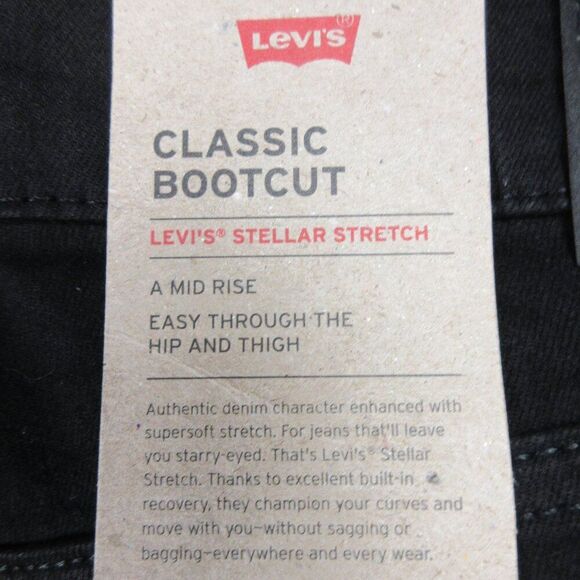 LEVI'S®
CLASSIC
BOOTCUT
LEVI'S® STELLAR STRETCH
A MID RISE
EASY THROUGH THE
HIP AND THIGH
Authentic denim character enhanced with
supersoft stretch. For jeans that'll leave
you starry-eyed. That's Levi's® Stellar
Stretch. Thanks to excellent built-in
recovery, they champion your curves and
move with you—without sagging or
bagging—everywhere and every wear.